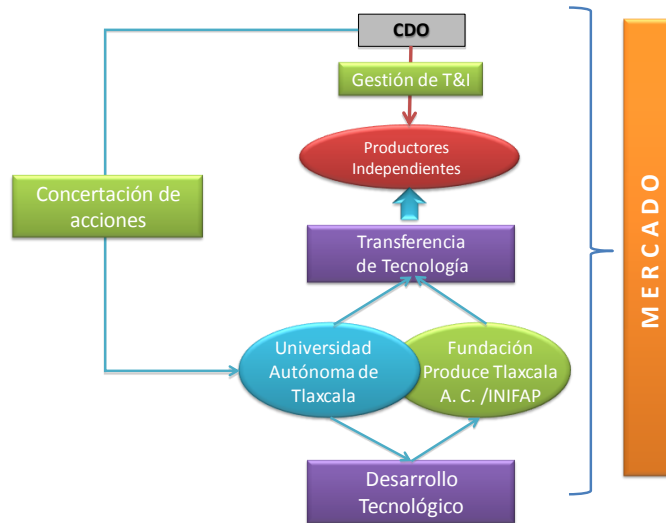 CDO
Gestión de T&I
Productores
Independientes
Concertación de
acciones
Transferencia
de Tecnología
Universidad
Autónoma de
Tlaxcala
Fundación
Produce Tlaxcala
A. C. /INIFAP
Desarrollo
Tecnológico
MERCADO